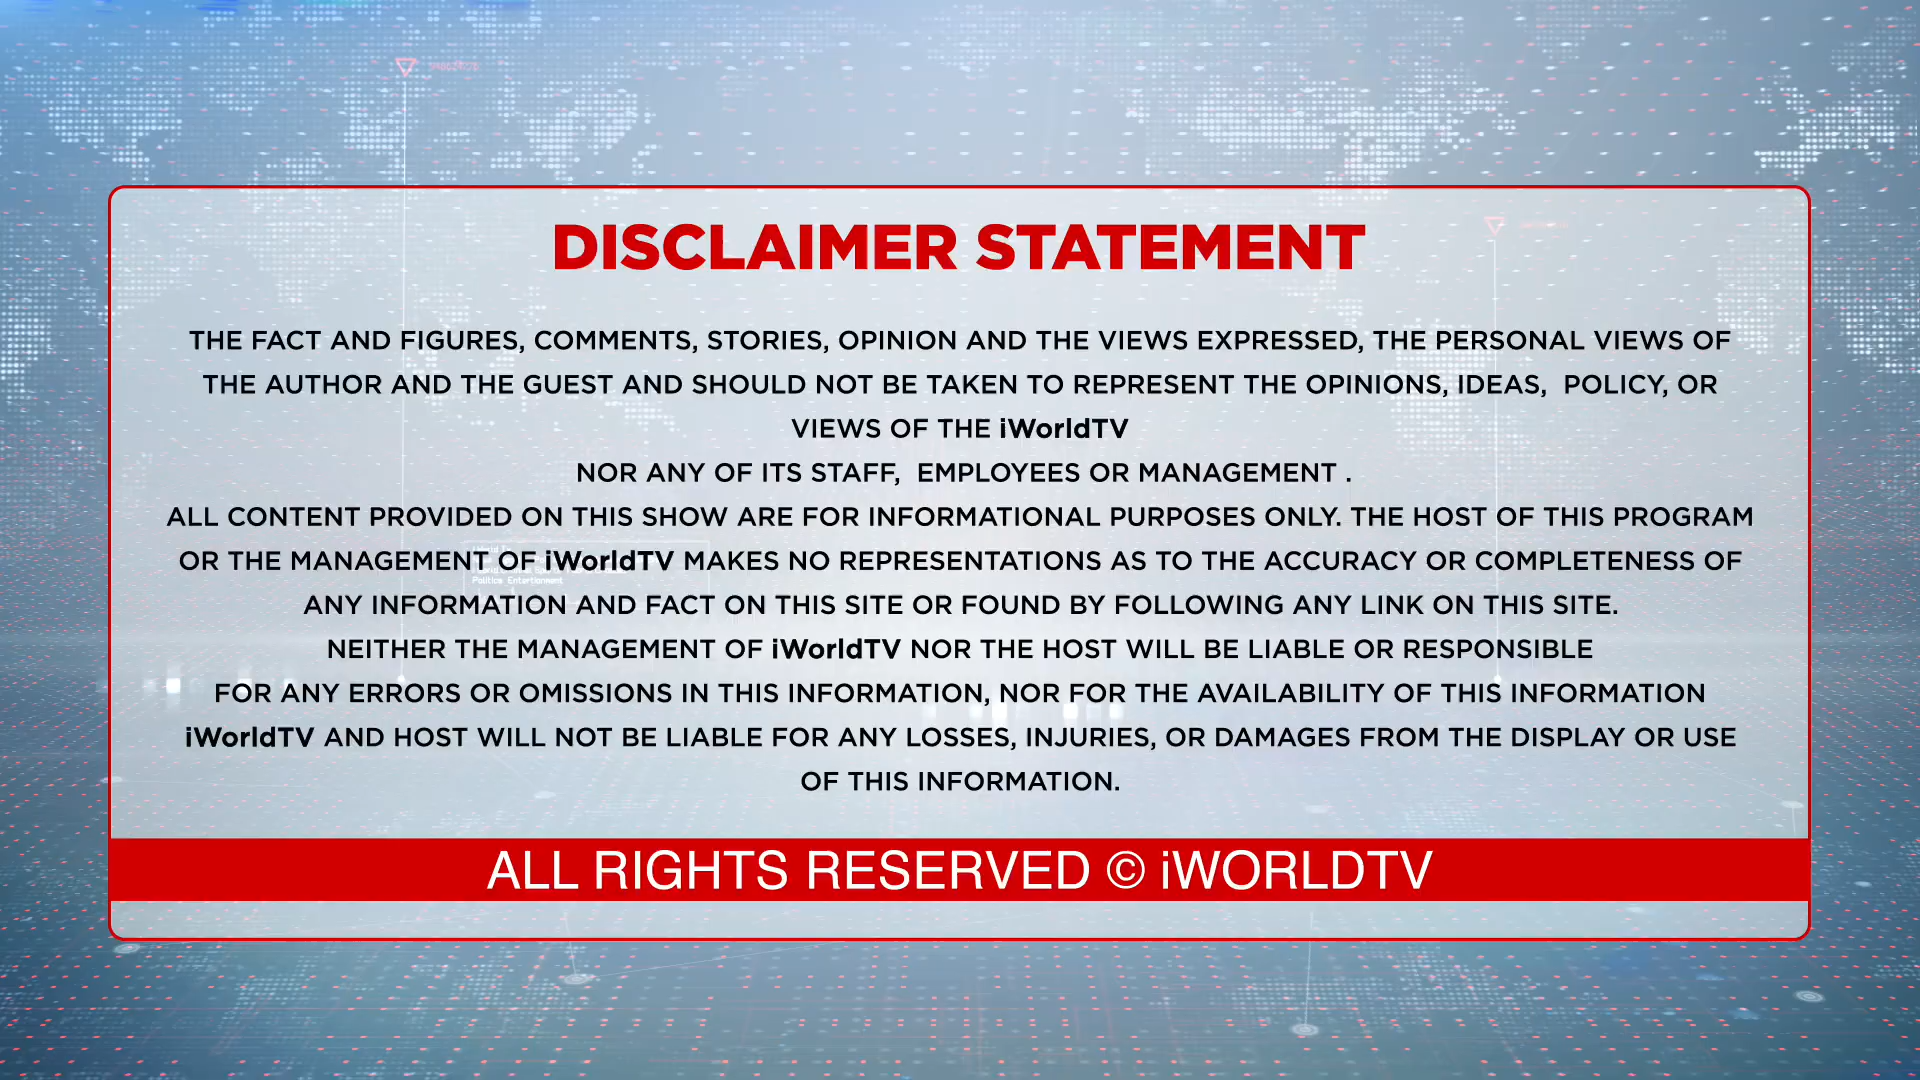 DISCLAIMER STATEMENT
THE FACT AND FIGURES, COMMENTS, STORIES, OPINION AND THE VIEWS EXPRESSED, THE PERSONAL VIEWS OF
THE AUTHOR AND THE GUEST AND SHOULD NOT BE TAKEN TO REPRESENT THE OPINIONS, IDEAS, POLICY, OR
VIEWS OF THE iWorldTV
NOR ANY OF ITS STAFF, EMPLOYEES OR MANAGEMENT .
ALL CONTENT PROVIDED ON THIS SHOW ARE FOR INFORMATIONAL PURPOSES ONLY. THE HOST OF THIS PROGRAM
OR THE MANAGEMENT OF iWorldTV MAKES NO REPRESENTATIONS AS TO THE ACCURACY OR COMPLETENESS OF
Politics Entertionment
ANY INFORMATION AND FACT ON THIS SITE OR FOUND BY FOLLOWING ANY LINK ON THIS SITE.
NEITHER THE MANAGEMENT OF iWorldTV NOR THE HOST WILL BE LIABLE OR RESPONSIBLE
FOR ANY ERRORS OR OMISSIONS IN THIS INFORMATION, NOR FOR THE AVAILABILITY OF THIS INFORMATION
iWorldTV AND HOST WILL NOT BE LIABLE FOR ANY LOSSES, INJURIES, OR DAMAGES FROM THE DISPLAY OR USE
OF THIS INFORMATION.
ALL RIGHTS RESERVED © iWORLDTV